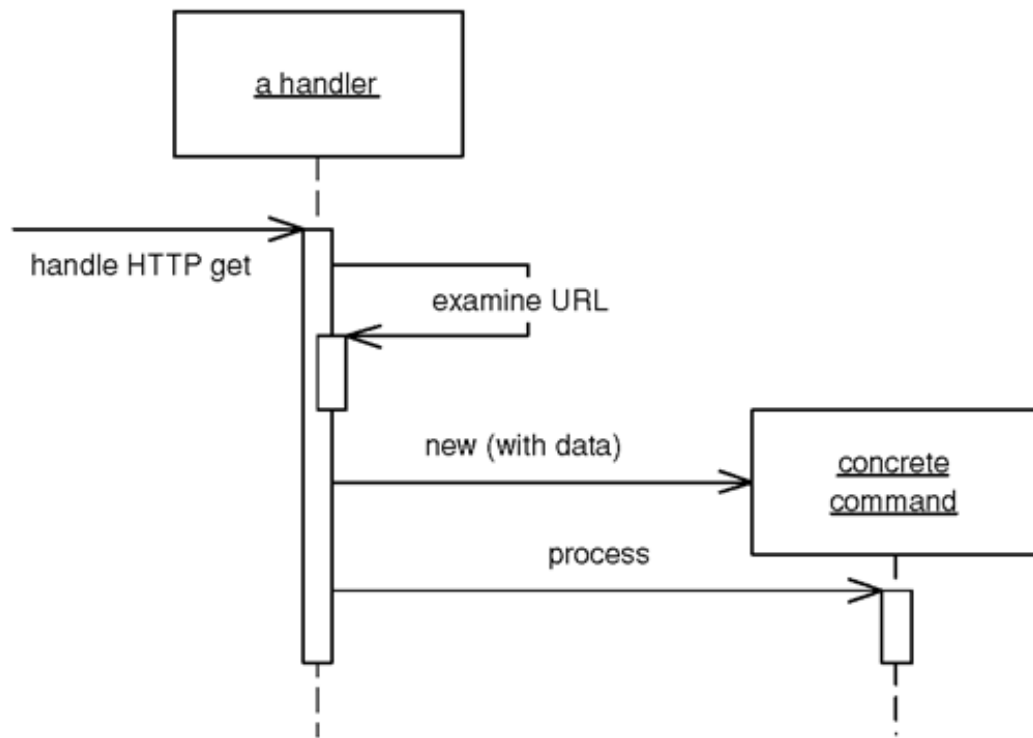 a handler
handle HTTP get
examine URL
new (with data)
concrete
command
process